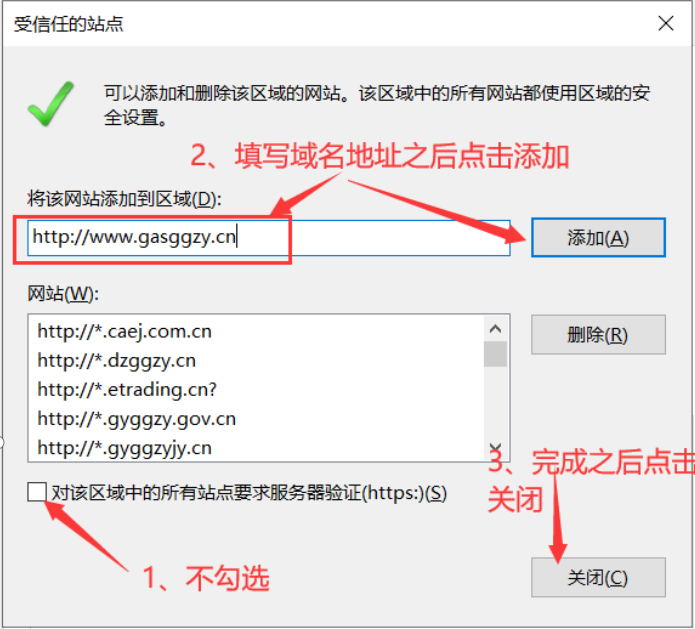 受信任的站点
可以添加和删除该区域的网站。该区域中的所有网站都使用区域的安
全设置。
2、填写域名地址之后点击添加
将该网站添加到区域(D):
http://www.gasggzy.cn
添加(A)
网站(W):
http://*.caej.com.cn
http://*.dzggzy.cn
http://*.etrading.cn?
http://*.gyggzy.gov.cn
http://*.gyggzyjy.cn
删除(R)
3、完成之后点击
关闭
对该区域中的所有站点要求服务器验证(https:)(S)
1、不勾选
关闭(C)